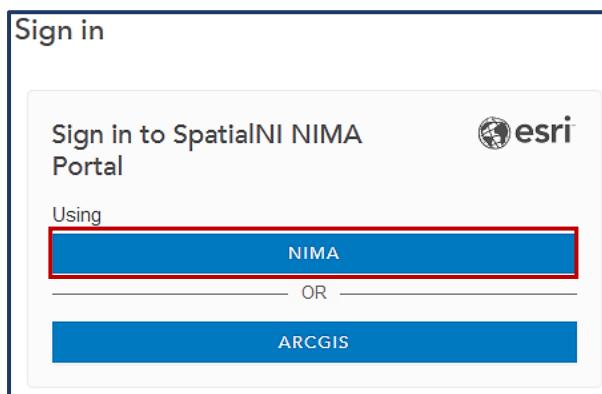 Sign in
Sign in to SpatialNI NIMA
Portal
esri
Using
NIMA
OR
ARCGIS